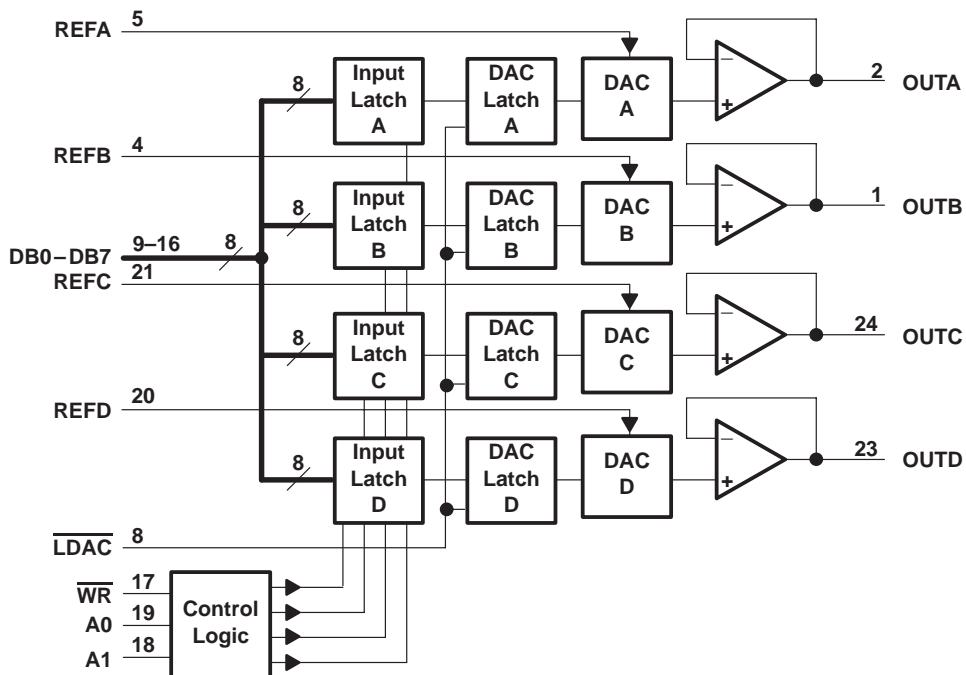 REFA 5
8
Input Latch A
DAC Latch A
DAC A
−
+
2 OUTA
REFB 4
8
Input Latch B
DAC Latch B
DAC B
−
+
1 OUTB
DB0–DB7 9–16 8
REFC 21
8
Input Latch C
DAC Latch C
DAC C
−
+
24 OUTC
REFD 20
8
Input Latch D
DAC Latch D
DAC D
−
+
23 OUTD
LDAC 8
WR 17
A0 19
A1 18
Control Logic